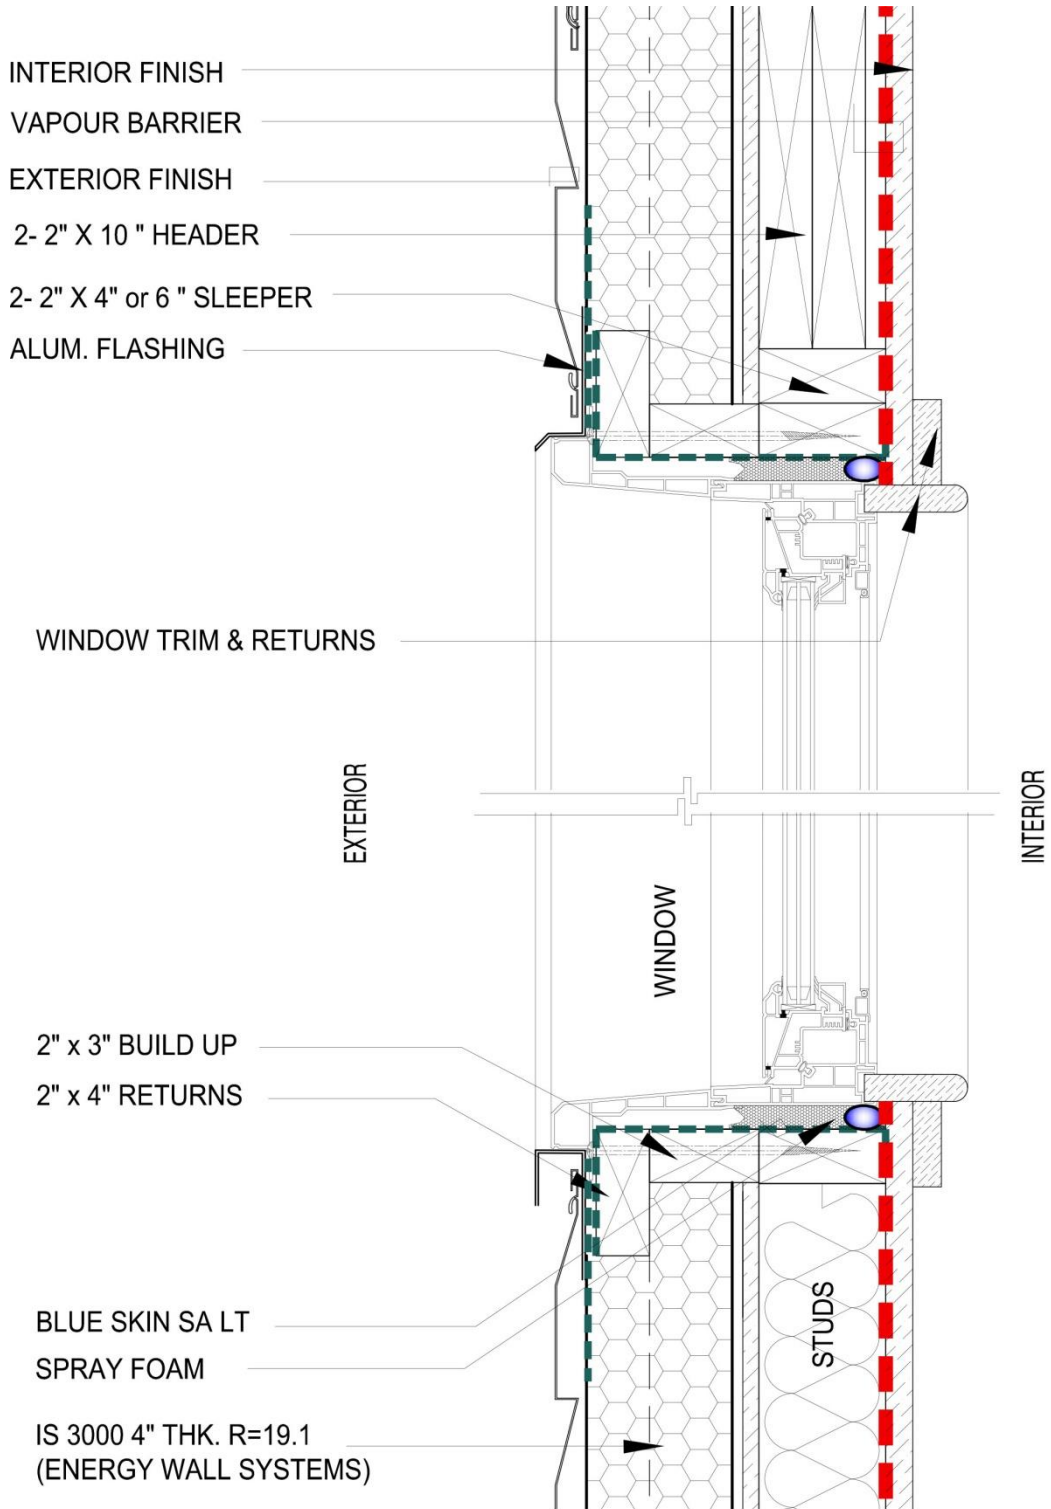 INTERIOR FINISH
VAPOUR BARRIER
EXTERIOR FINISH
2- 2" X 10 " HEADER
2- 2" X 4" or 6 " SLEEPER
ALUM. FLASHING
WINDOW TRIM & RETURNS
EXTERIOR
INTERIOR
WINDOW
2" x 3" BUILD UP
2" x 4" RETURNS
STUDS
BLUE SKIN SA LT
SPRAY FOAM
IS 3000 4" THK. R=19.1
(ENERGY WALL SYSTEMS)